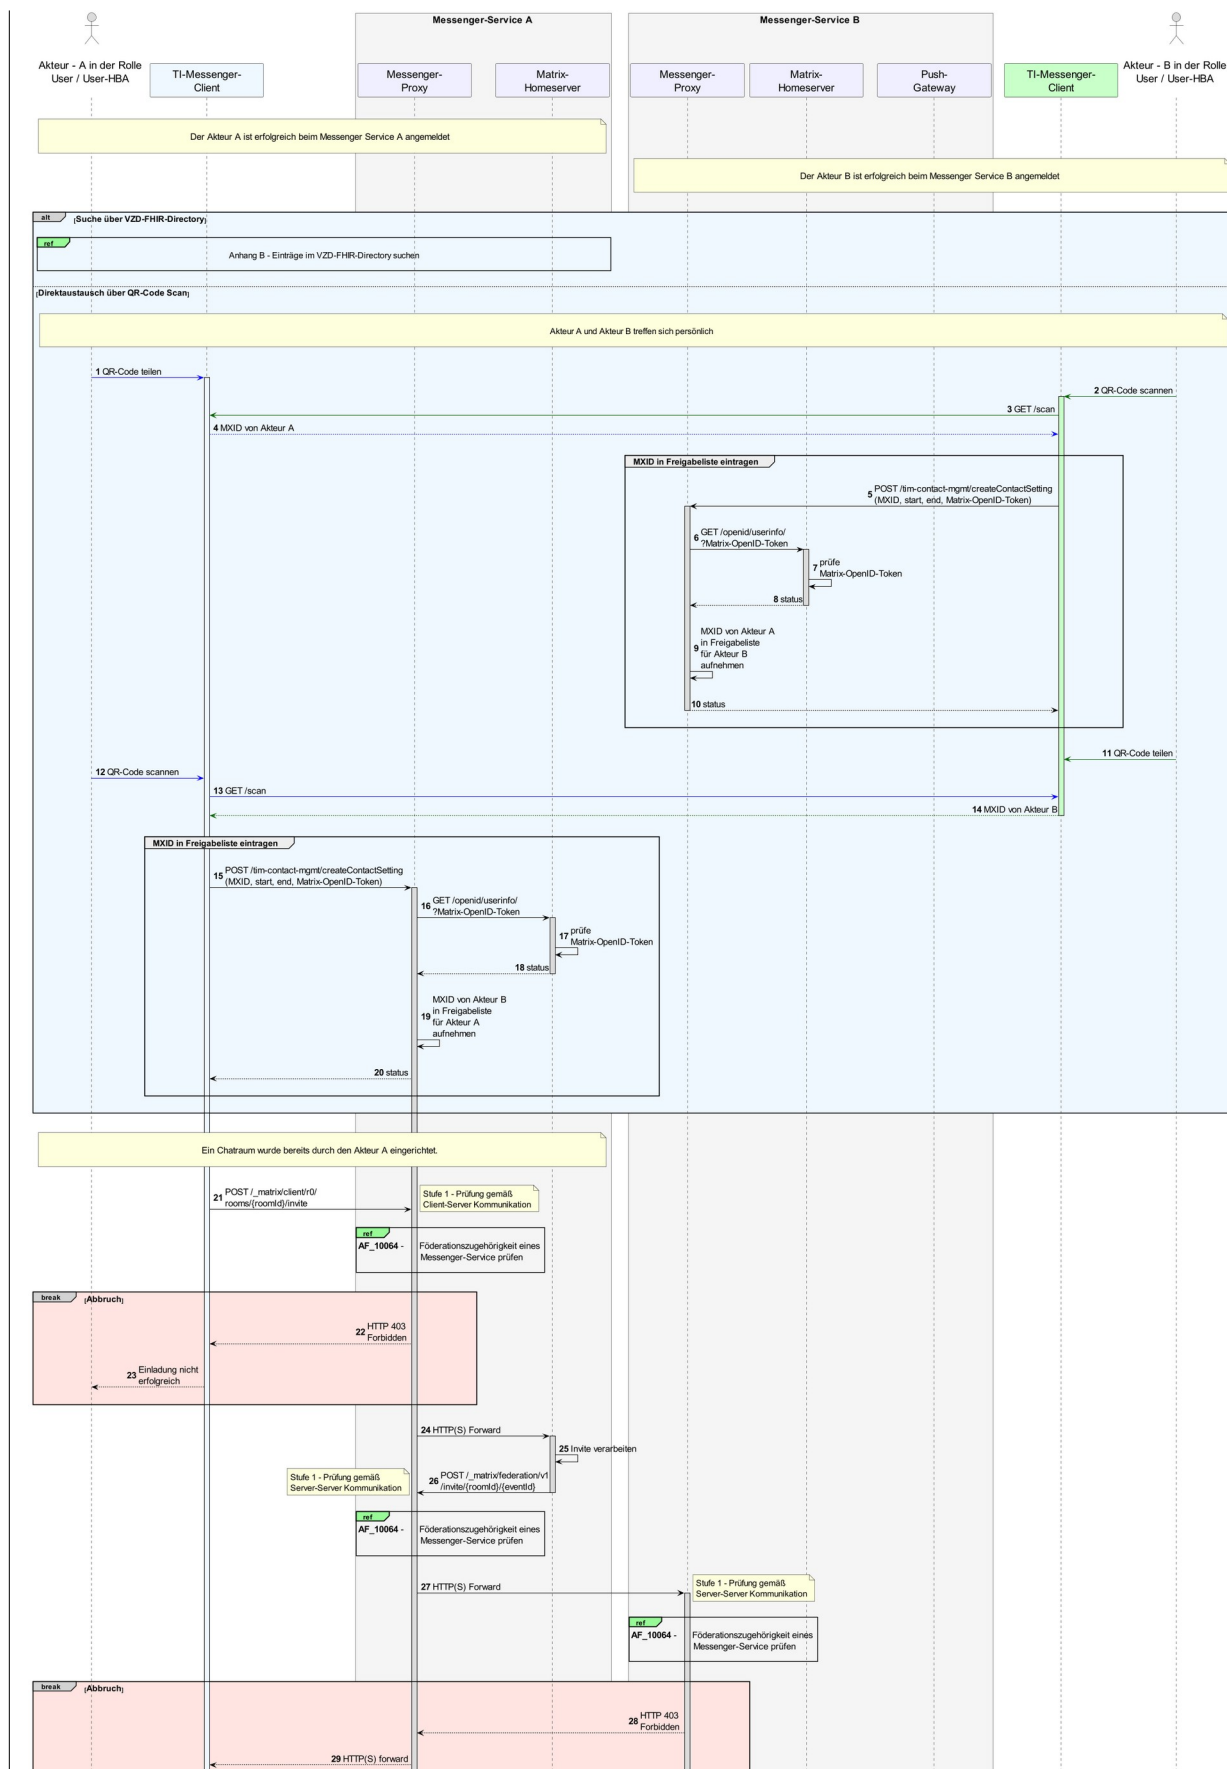 Messenger-Service A
Messenger-Service B
Akteur - A in der Rolle
User / User-HBA
TI-Messenger-
Client
Messenger-
Proxy
Matrix-
Homeserver
Messenger-
Proxy
Matrix-
Homeserver
Push-
Gateway
TI-Messenger-
Client
Akteur - B in der Rolle
User / User-HBA
Der Akteur A ist erfolgreich beim Messenger Service A angemeldet
Der Akteur B ist erfolgreich beim Messenger Service B angemeldet
alt [Suche über VZD-FHIR-Directory]
ref
Anhang B - Einträge im VZD-FHIR-Directory suchen
[Direktaustausch über QR-Code Scan]
Akteur A und Akteur B treffen sich persönlich
1 QR-Code teilen
2 QR-Code scannen
3 GET /scan
4 MXID von Akteur A
MXID in Freigabeliste eintragen
5 POST /tim-contact-mgmt/createContactSetting
(MXID, start, end, Matrix-OpenID-Token)
6 GET /openid/userinfo/
?Matrix-OpenID-Token
7 prüfe
Matrix-OpenID-Token
8 status
MXID von Akteur A
in Freigabeliste
9 für Akteur B
aufnehmen
10 status
11 QR-Code teilen
12 QR-Code scannen
13 GET /scan
14 MXID von Akteur B
MXID in Freigabeliste eintragen
15 POST /tim-contact-mgmt/createContactSetting
(MXID, start, end, Matrix-OpenID-Token)
16 GET /openid/userinfo/
?Matrix-OpenID-Token
17 prüfe
Matrix-OpenID-Token
18 status
MXID von Akteur B
in Freigabeliste
19 für Akteur A
aufnehmen
20 status
Ein Chatraum wurde bereits durch den Akteur A eingerichtet.
21 POST /_matrix/client/r0/
rooms/{roomId}/invite
Stufe 1 - Prüfung gemäß
Client-Server Kommunikation
ref
AF_10064 - Föderationszugehörigkeit eines
Messenger-Service prüfen
break [Abbruch]
22 HTTP 403
Forbidden
23 Einladung nicht
erfolgreich
24 HTTP(S) Forward
25 Invite verarbeiten
26 POST /_matrix/federation/v1
/invite/{roomId}/{eventId}
Stufe 1 - Prüfung gemäß
Server-Server Kommunikation
ref
AF_10064 - Föderationszugehörigkeit eines
Messenger-Service prüfen
27 HTTP(S) Forward
Stufe 1 - Prüfung gemäß
Server-Server Kommunikation
ref
AF_10064 - Föderationszugehörigkeit eines
Messenger-Service prüfen
break [Abbruch]
28 HTTP 403
Forbidden
29 HTTP(S) forward